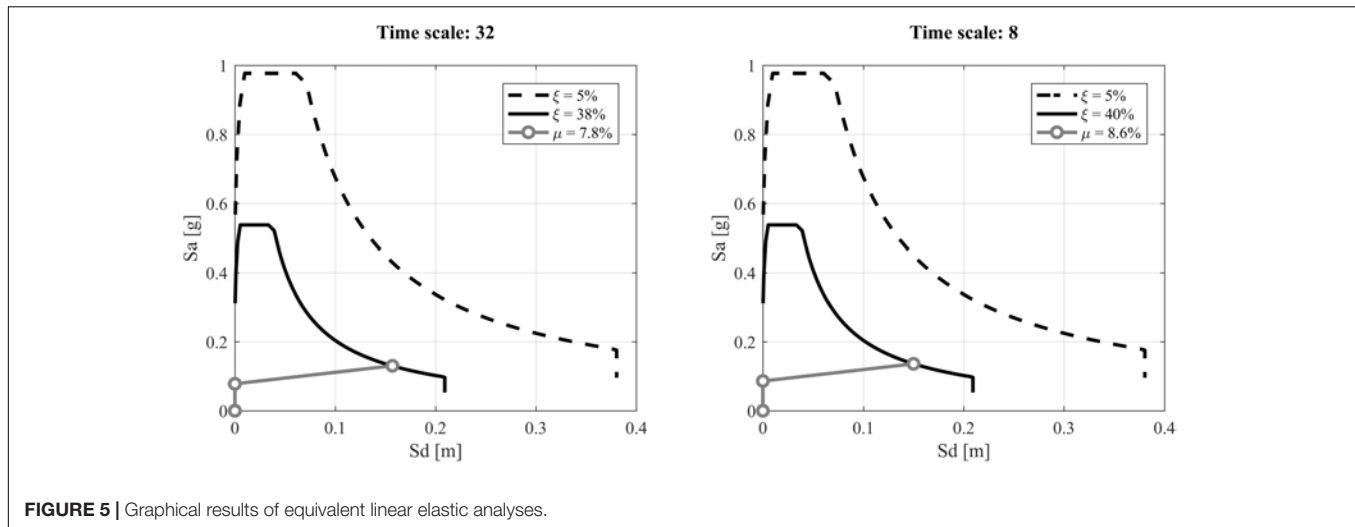 Time scale: 32
1
0.8
0.6
0.4
0.2
0
Sa [g]
ξ = 5%
ξ = 38%
μ = 7.8%
0
0.1
0.2
0.3
0.4
Sd [m]
Time scale: 8
1
0.8
0.6
0.4
0.2
0
Sa [g]
ξ = 5%
ξ = 40%
μ = 8.6%
0
0.1
0.2
0.3
0.4
Sd [m]
FIGURE 5 | Graphical results of equivalent linear elastic analyses.